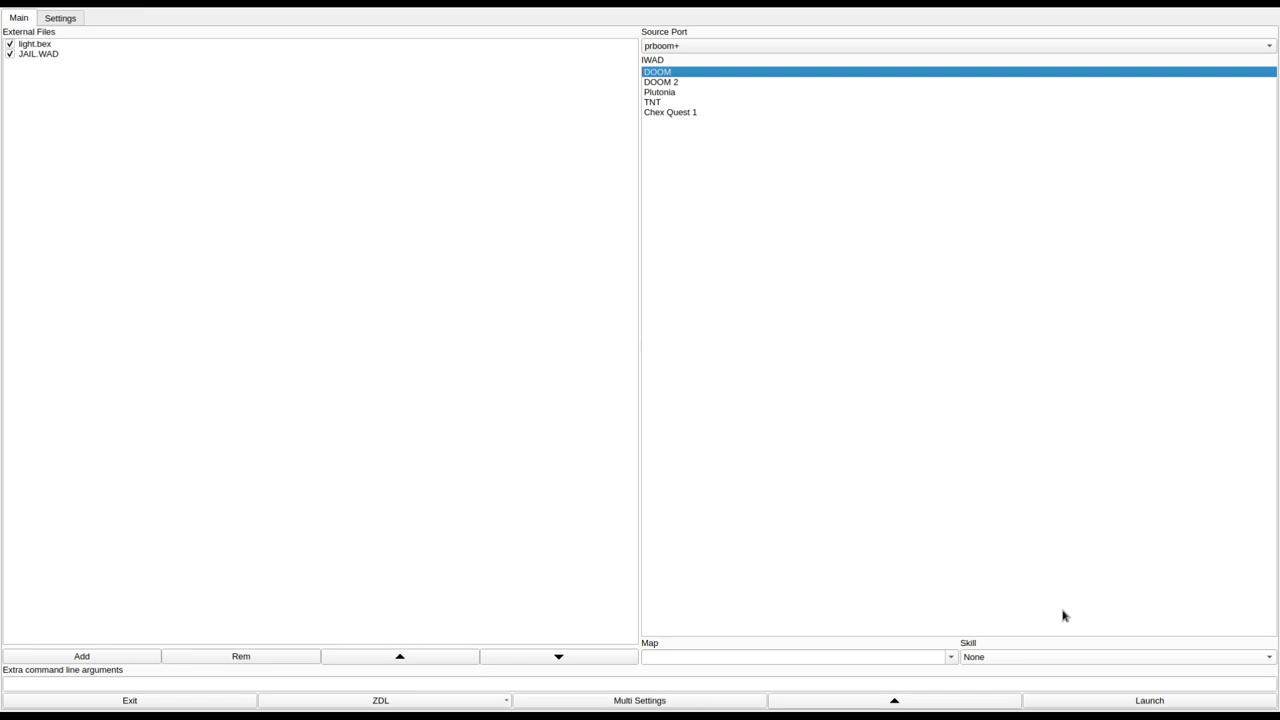 Main Settings
External Files
light.bex
JAIL.WAD
Source Port
prboom+
IWAD
DOOM
DOOM 2
Plutonia
TNT
Chex Quest 1
Map Skill
None
Add Rem
Extra command line arguments
Exit ZDL Multi Settings Launch